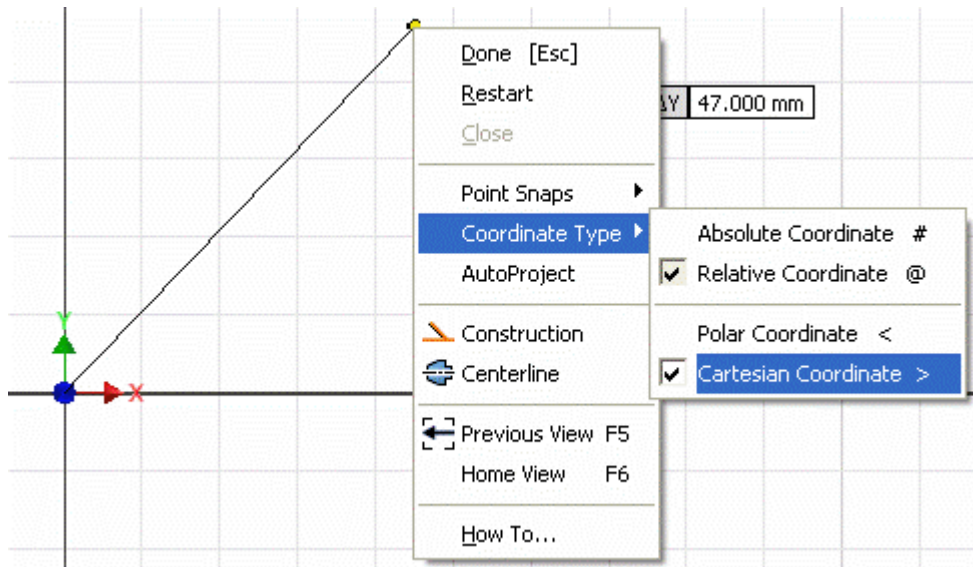 Done [Esc]
Restart
ΔY 47.000 mm
Close
Point Snaps
Coordinate Type
Absolute Coordinate #
AutoProject
Relative Coordinate @
Construction
Polar Coordinate <
Centerline
Cartesian Coordinate >
Y
X
Previous View F5
Home View F6
How To...